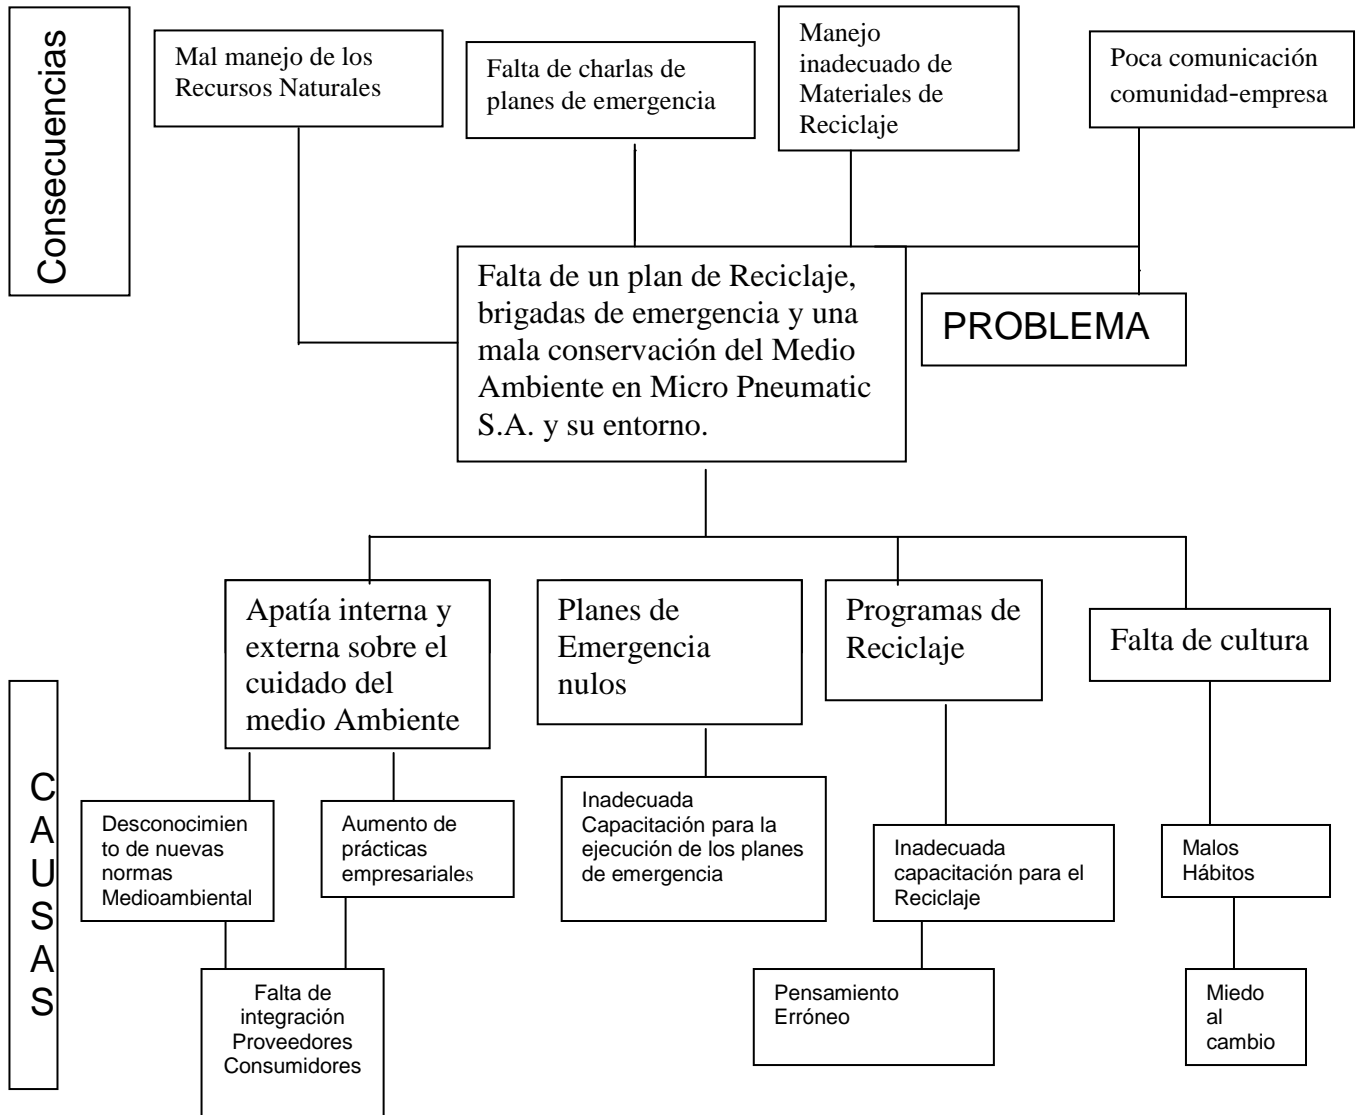 Consecuencias
Mal manejo de los
Recursos Naturales
Falta de charlas de
planes de emergencia
Manejo
inadecuado de
Materiales de
Reciclaje
Poca comunicación
comunidad-empresa
Falta de un plan de Reciclaje,
brigadas de emergencia y una
mala conservación del Medio
Ambiente en Micro Pneumatic
S.A. y su entorno.
PROBLEMA
Apatía interna y
externa sobre el
cuidado del
medio Ambiente
Planes de
Emergencia
nulos
Programas de
Reciclaje
Falta de cultura
C
A
U
S
A
S
Desconocimien
to de nuevas
normas
Medioambiental
Aumento de
prácticas
empresariales
Inadecuada
Capacitación para la
ejecución de los planes
de emergencia
Inadecuada
capacitación para el
Reciclaje
Malos
Hábitos
Falta de
integración
Proveedores
Consumidores
Pensamiento
Erróneo
Miedo
al
cambio